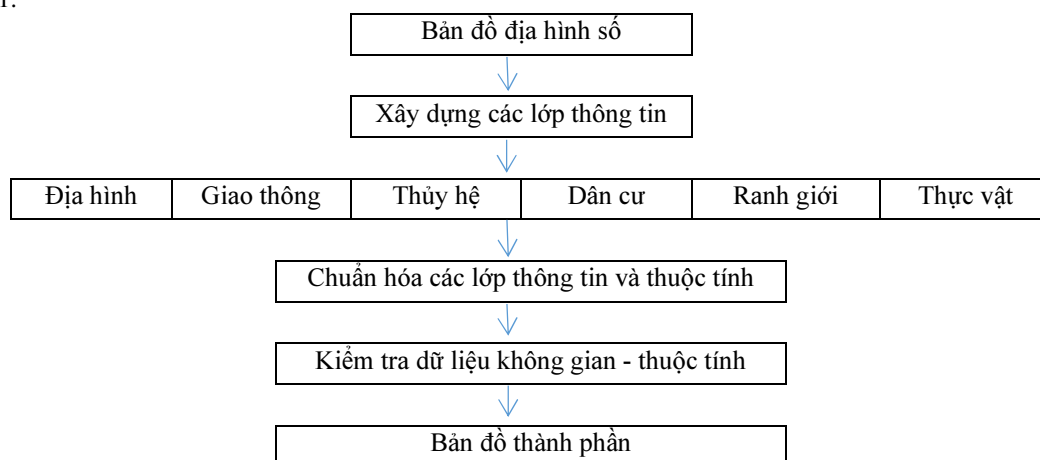 1.
Bản đồ địa hình số
Xây dựng các lớp thông tin
Địa hình Giao thông Thủy hệ Dân cư Ranh giới Thực vật
Chuẩn hóa các lớp thông tin và thuộc tính
Kiểm tra dữ liệu không gian - thuộc tính
Bản đồ thành phần